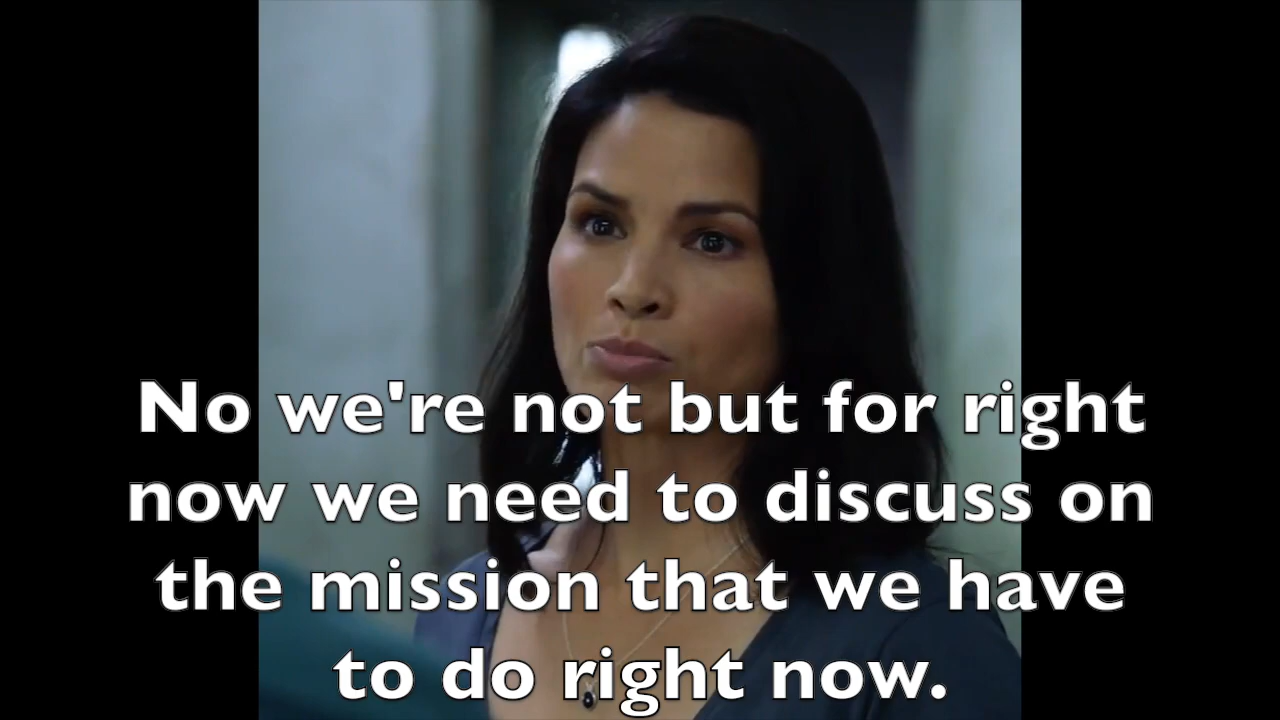 No we're not but for right
now we need to discuss on
the mission that we have
to do right now.